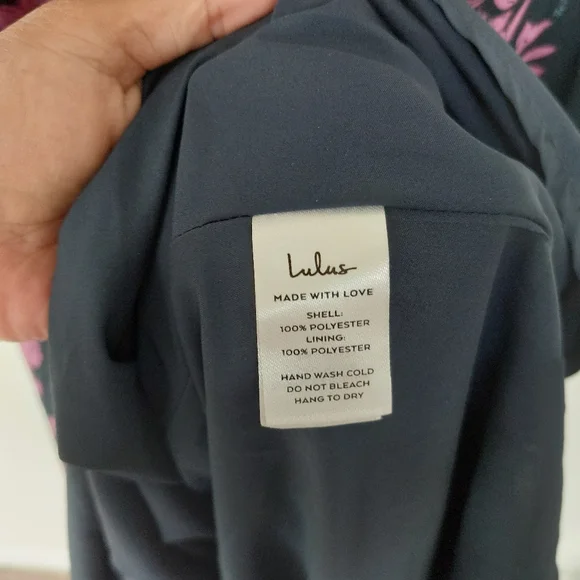 Lulus
MADE WITH LOVE
SHELL:
100% POLYESTER
LINING:
100% POLYESTER
HAND WASH COLD
DO NOT BLEACH
HANG TO DRY